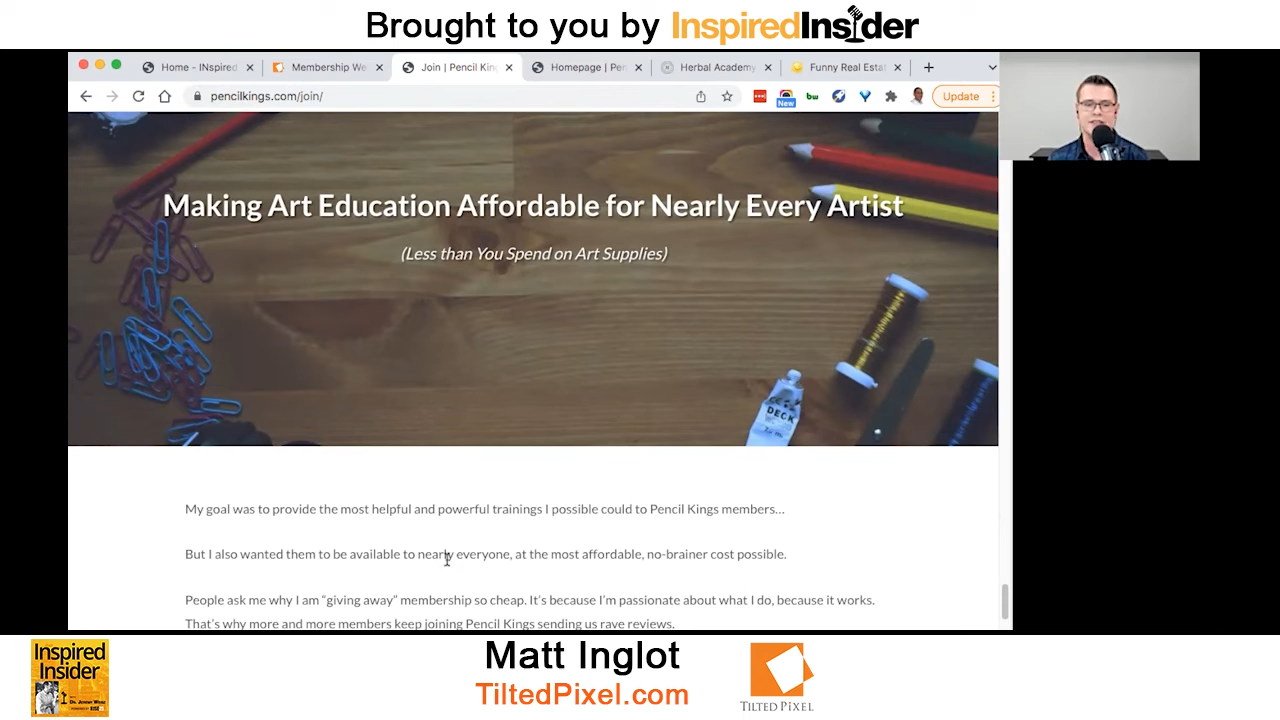 Brought to you by InspiredInsider
Home - INspired
Membership We
Join | Pencil Kin
Homepage | Pen
Herbal Academy
Funny Real Esta
pencilkings.com/join/
New
bw
Update
Making Art Education Affordable for Nearly Every Artist
(Less than You Spend on Art Supplies)
DECK
My goal was to provide the most helpful and powerful trainings I possible could to Pencil Kings members...
But I also wanted them to be available to nearly everyone, at the most affordable, no-brainer cost possible.
People ask me why I am “giving away” membership so cheap. It’s because I’m passionate about what I do, because it works.
That’s why more and more members keep joining Pencil Kings sending us rave reviews.
Inspired
Insider
Matt Inglot
TiltedPixel.com
TILTED PIXEL